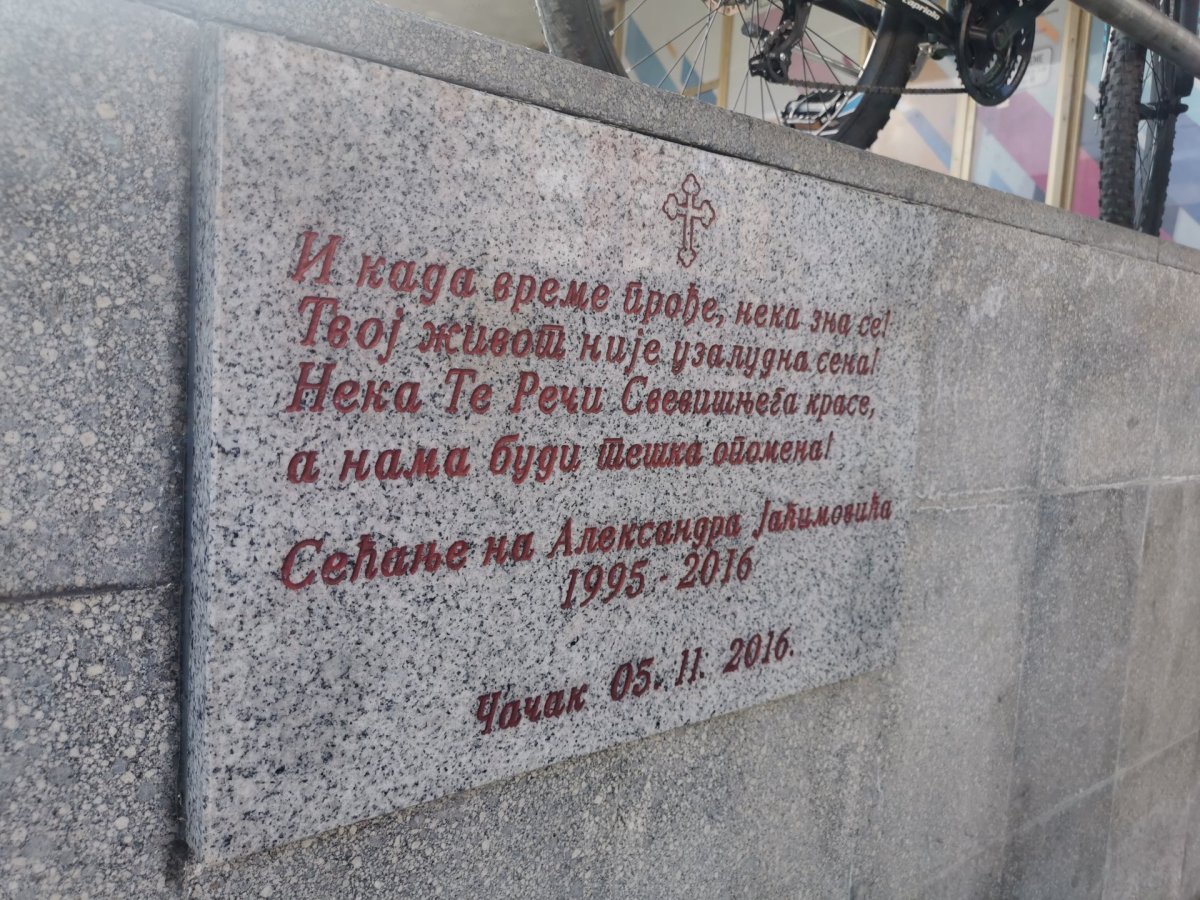 Capriolo
И када време прође, нека зна се!
Твој живот није узалудна сена!
Нека Те Речи Свевишњега красе,
а нама буди тешка опомена!
Сећање на Александра Јаћимовића
1995 - 2016
Чачак 05. 11. 2016.